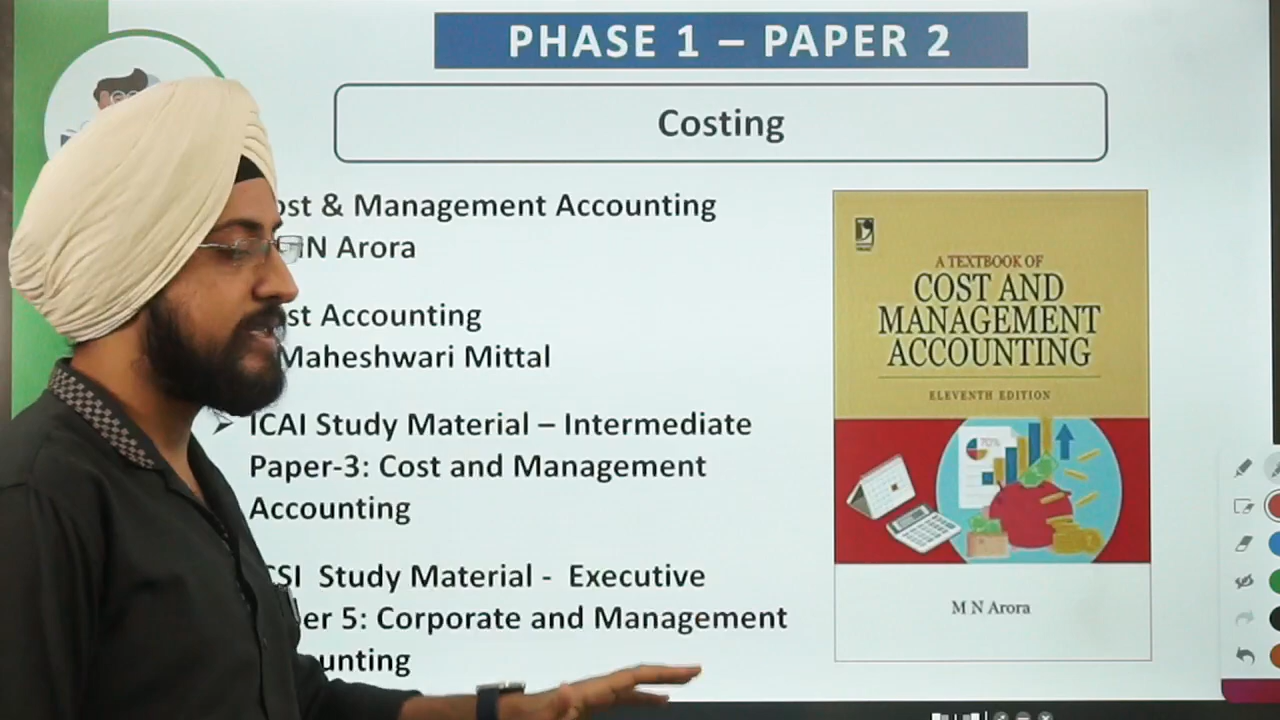 PHASE 1 – PAPER 2
Costing
ost & Management Accounting
N Arora
st Accounting
Maheshwari Mittal
ICAI Study Material – Intermediate
Paper-3: Cost and Management
Accounting
SI Study Material - Executive
er 5: Corporate and Management
unting
A TEXTBOOK OF
COST AND
MANAGEMENT
ACCOUNTING
ELEVENTH EDITION
70%
M N Arora